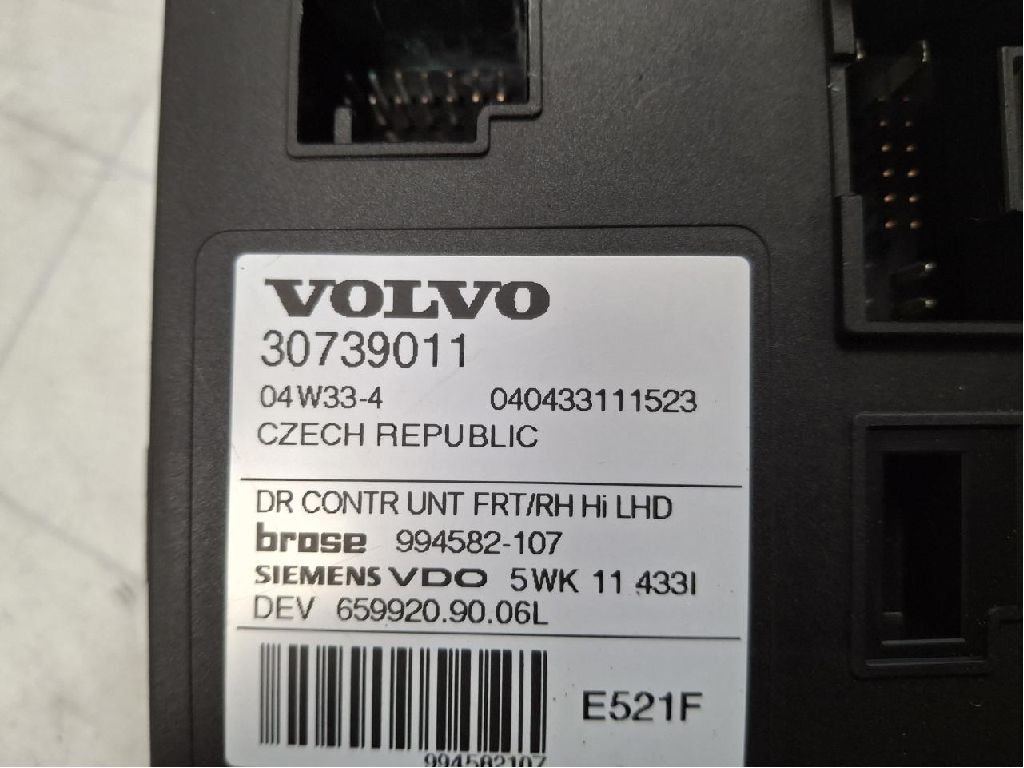 VOLVO
30739011
04W33-4 040433111523
CZECH REPUBLIC
DR CONTR UNT FRT/RH Hi LHD
brose 994582-107
SIEMENS VDO 5WK 11 433I
DEV 659920.90.06L
E521F
994582107